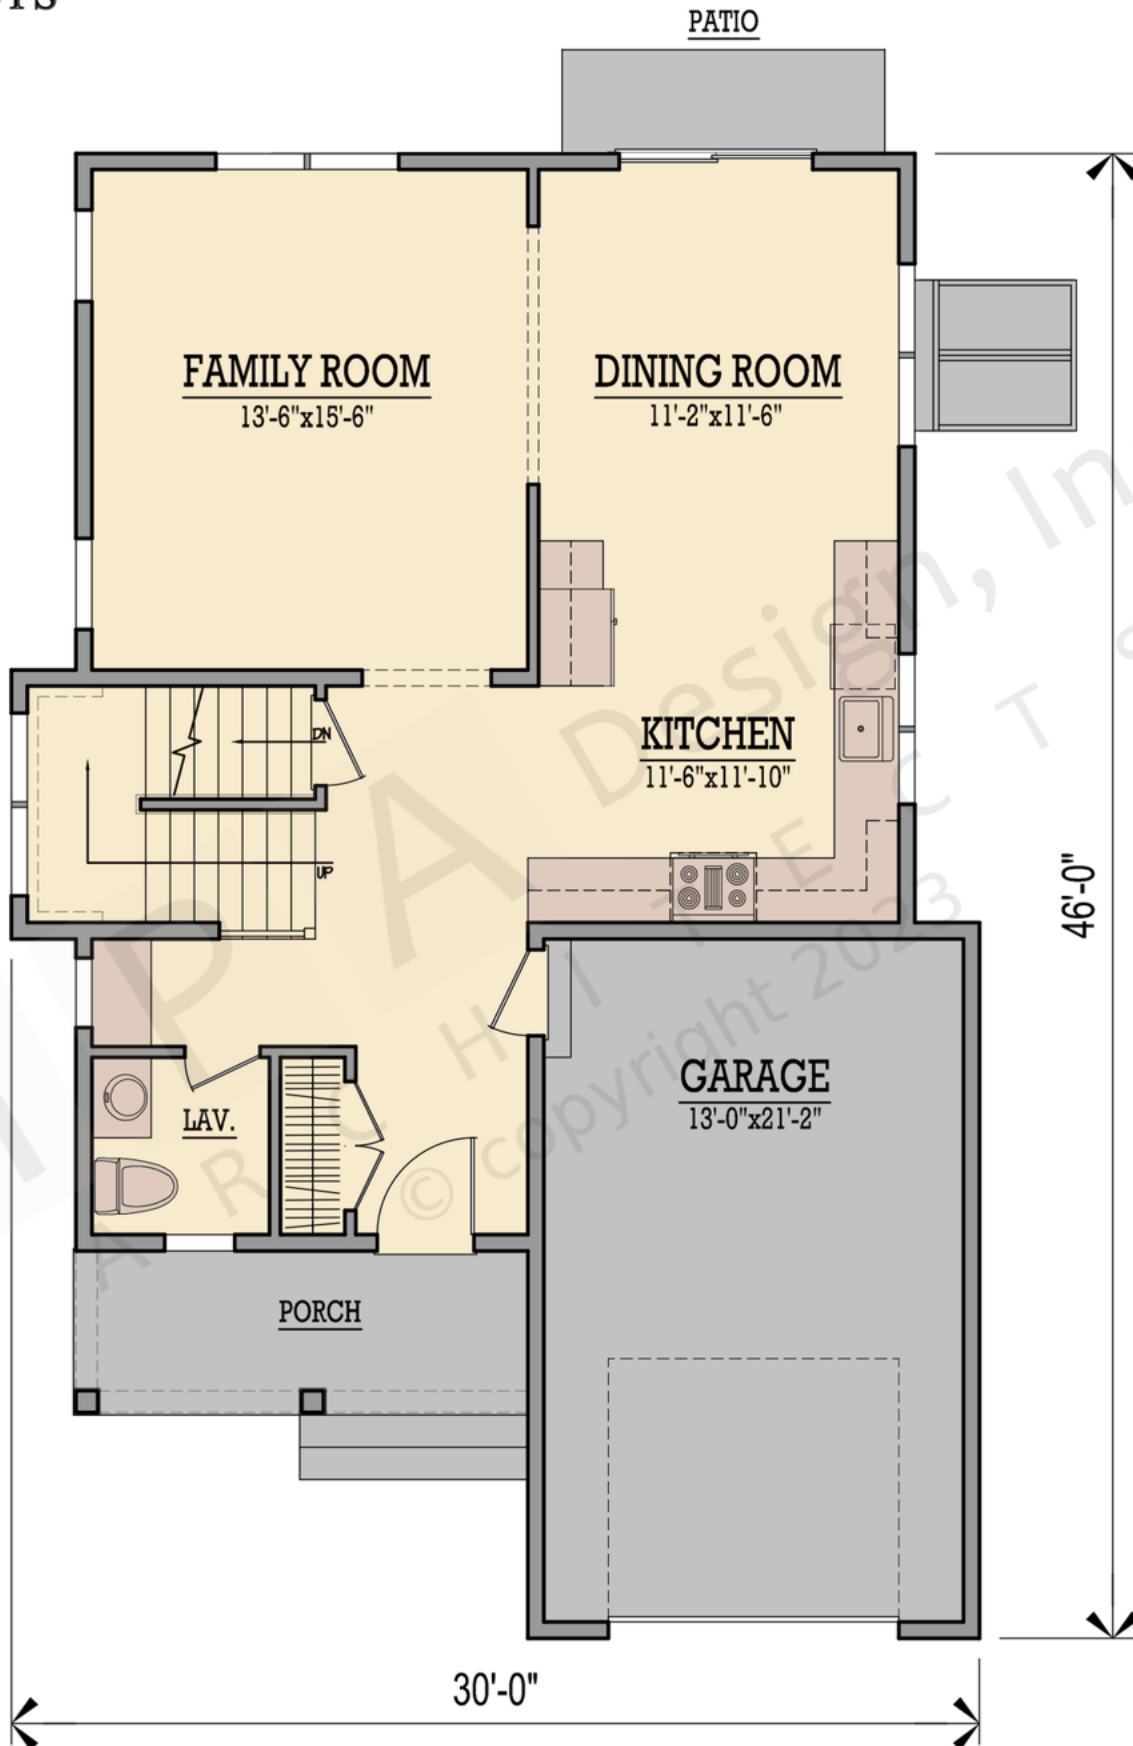 PATIO
FAMILY ROOM
13'-6"x15'-6"
DINING ROOM
11'-2"x11'-6"
DN
KITCHEN
11'-6"x11'-10"
UP
46'-0"
GARAGE
13'-0"x21'-2"
LAV.
PORCH
30'-0"
PA Design, In
ARCHITECTS
© copyright 2023